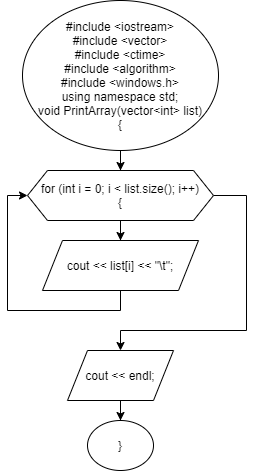 #include <iostream>
#include <vector>
#include <ctime>
#include <algorithm>
#include <windows.h>
using namespace std;
void PrintArray(vector<int> list)
{
for (int i = 0; i < list.size(); i++)
{
cout << list[i] << "\t";
cout << endl;
}